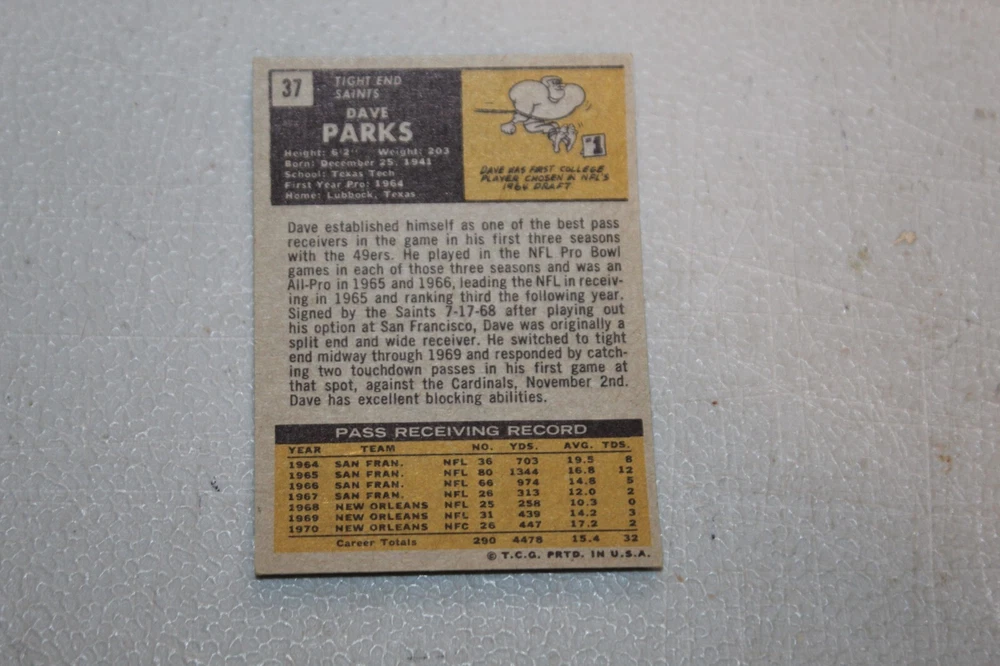 37
TIGHT END
SAINTS
DAVE
PARKS
Height: 6'2" Weight: 203
Born: December 25, 1941
School: Texas Tech
First Year Pro: 1964
Home: Lubbock, Texas
#1
DAVE WAS FIRST COLLEGE
PLAYER CHOSEN IN NFL'S
1964 DRAFT
Dave established himself as one of the best pass
receivers in the game in his first three seasons
with the 49ers. He played in the NFL Pro Bowl
games in each of those three seasons and was an
All-Pro in 1965 and 1966, leading the NFL in receiv-
ing in 1965 and ranking third the following year.
Signed by the Saints 7-17-68 after playing out
his option at San Francisco, Dave was originally a
split end and wide receiver. He switched to tight
end midway through 1969 and responded by catch-
ing two touchdown passes in his first game at
that spot, against the Cardinals, November 2nd.
Dave has excellent blocking abilities.
PASS RECEIVING RECORD
YEAR TEAM NO. YDS. AVG. TDS.
1964 SAN FRAN. NFL 36 703 19.5 8
1965 SAN FRAN. NFL 80 1344 16.8 12
1966 SAN FRAN. NFL 66 974 14.8 5
1967 SAN FRAN. NFL 26 313 12.0 2
1968 NEW ORLEANS NFL 25 258 10.3 0
1969 NEW ORLEANS NFL 31 439 14.2 3
1970 NEW ORLEANS NFC 26 447 17.2 2
Career Totals 290 4478 15.4 32
© T.C.G. PRTD. IN U.S.A.